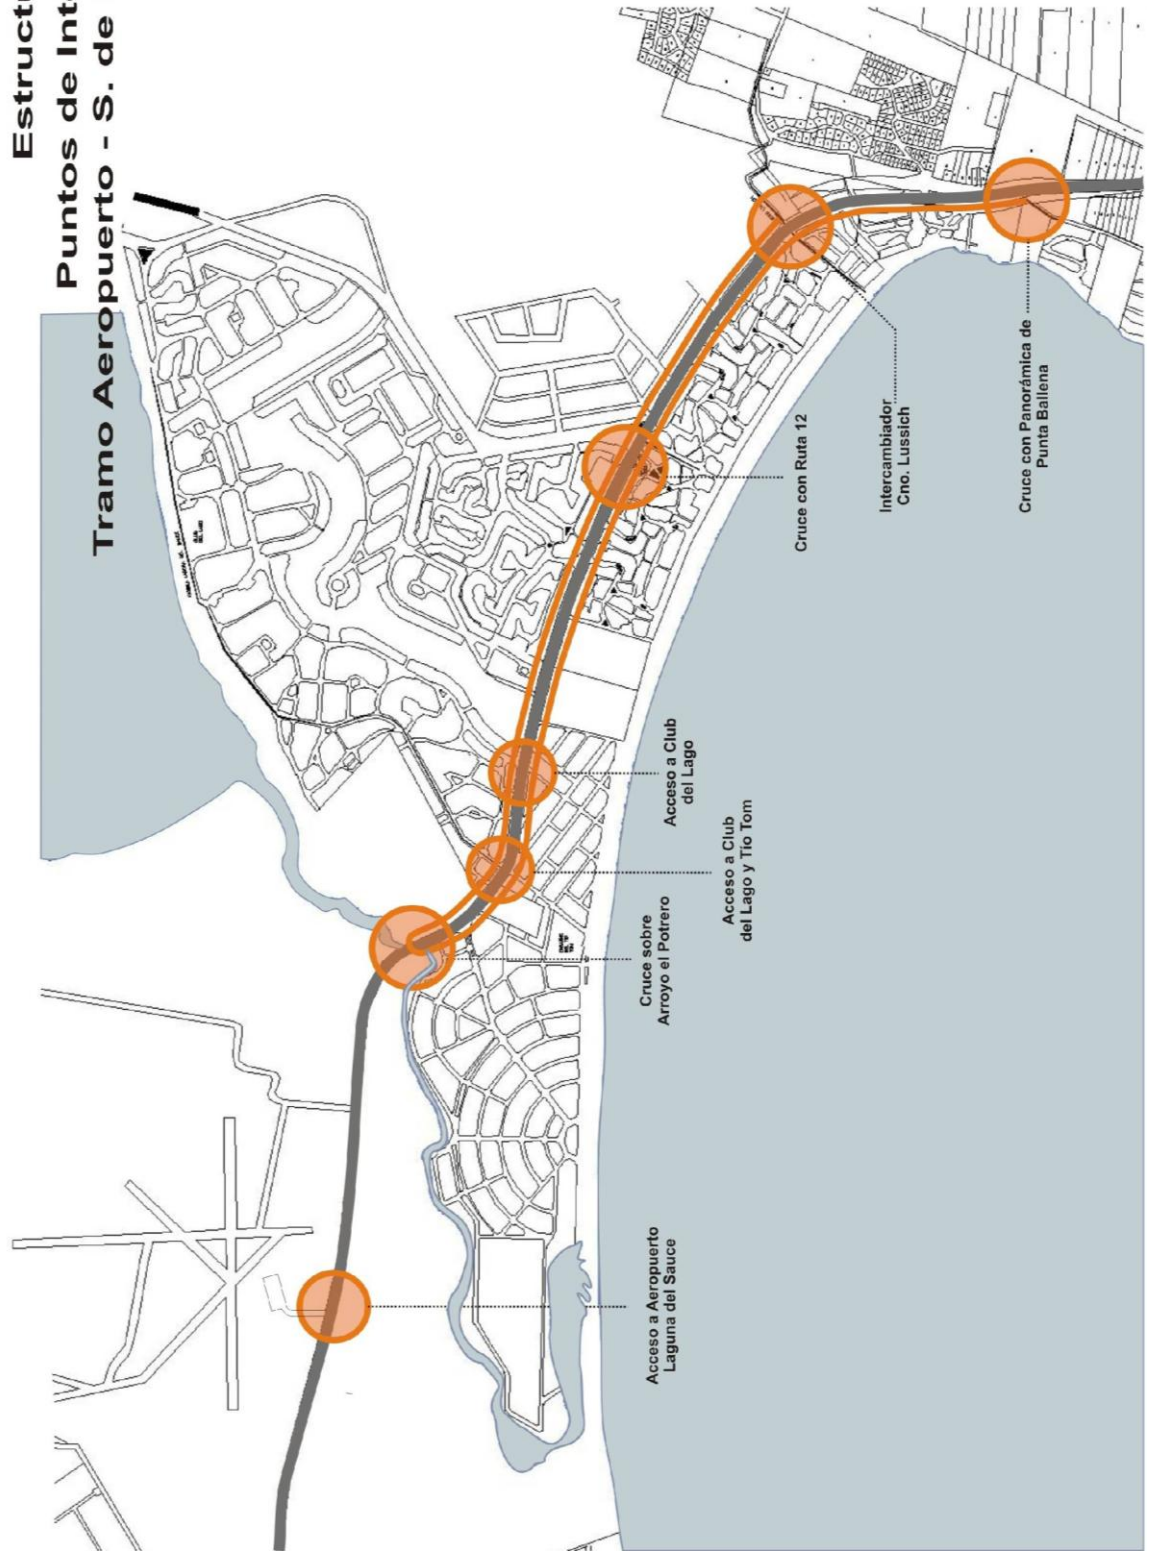 Estructu
Puntos de Int
Tramo Aeropuerto - S. de
Acceso a Aeropuerto
Laguna del Sauce
Cruce sobre
Arroyo el Potrero
Acceso a Club
del Lago y Tio Tom
Acceso a Club
del Lago
Cruce con Ruta 12
Intercambiador
Cno. Lussich
Cruce con Panorámica de
Punta Ballena